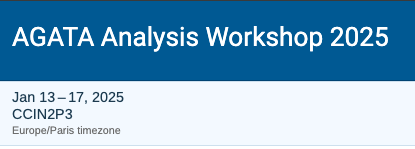 AGATA Analysis Workshop 2025
Jan 13 – 17, 2025
CCIN2P3
Europe/Paris timezone